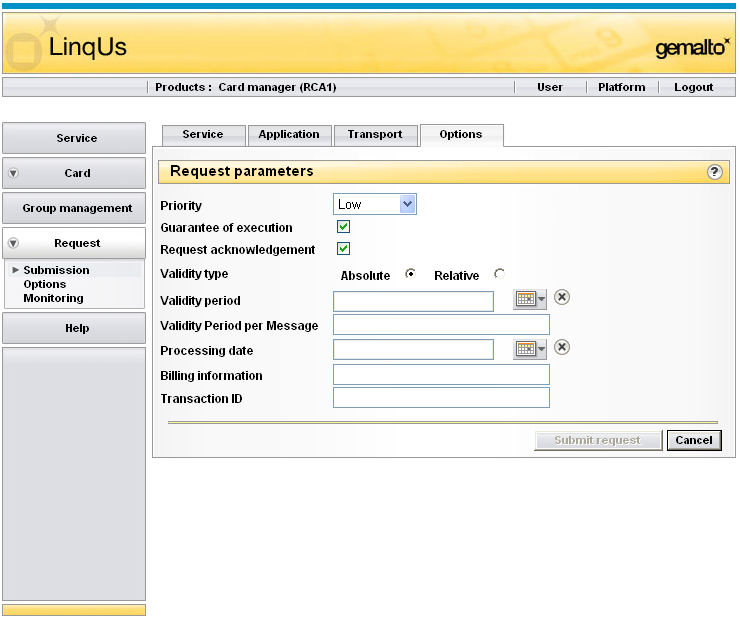 LinqUs
gemalto
Products : Card manager (RCA1)
User
Platform
Logout
Service
Card
Group management
Request
Submission
Options
Monitoring
Help
Service
Application
Transport
Options
Request parameters
?
Priority
Low
Guarantee of execution
Request acknowledgement
Validity type
Absolute
Relative
Validity period
Validity Period per Message
Processing date
Billing information
Transaction ID
Submit request
Cancel